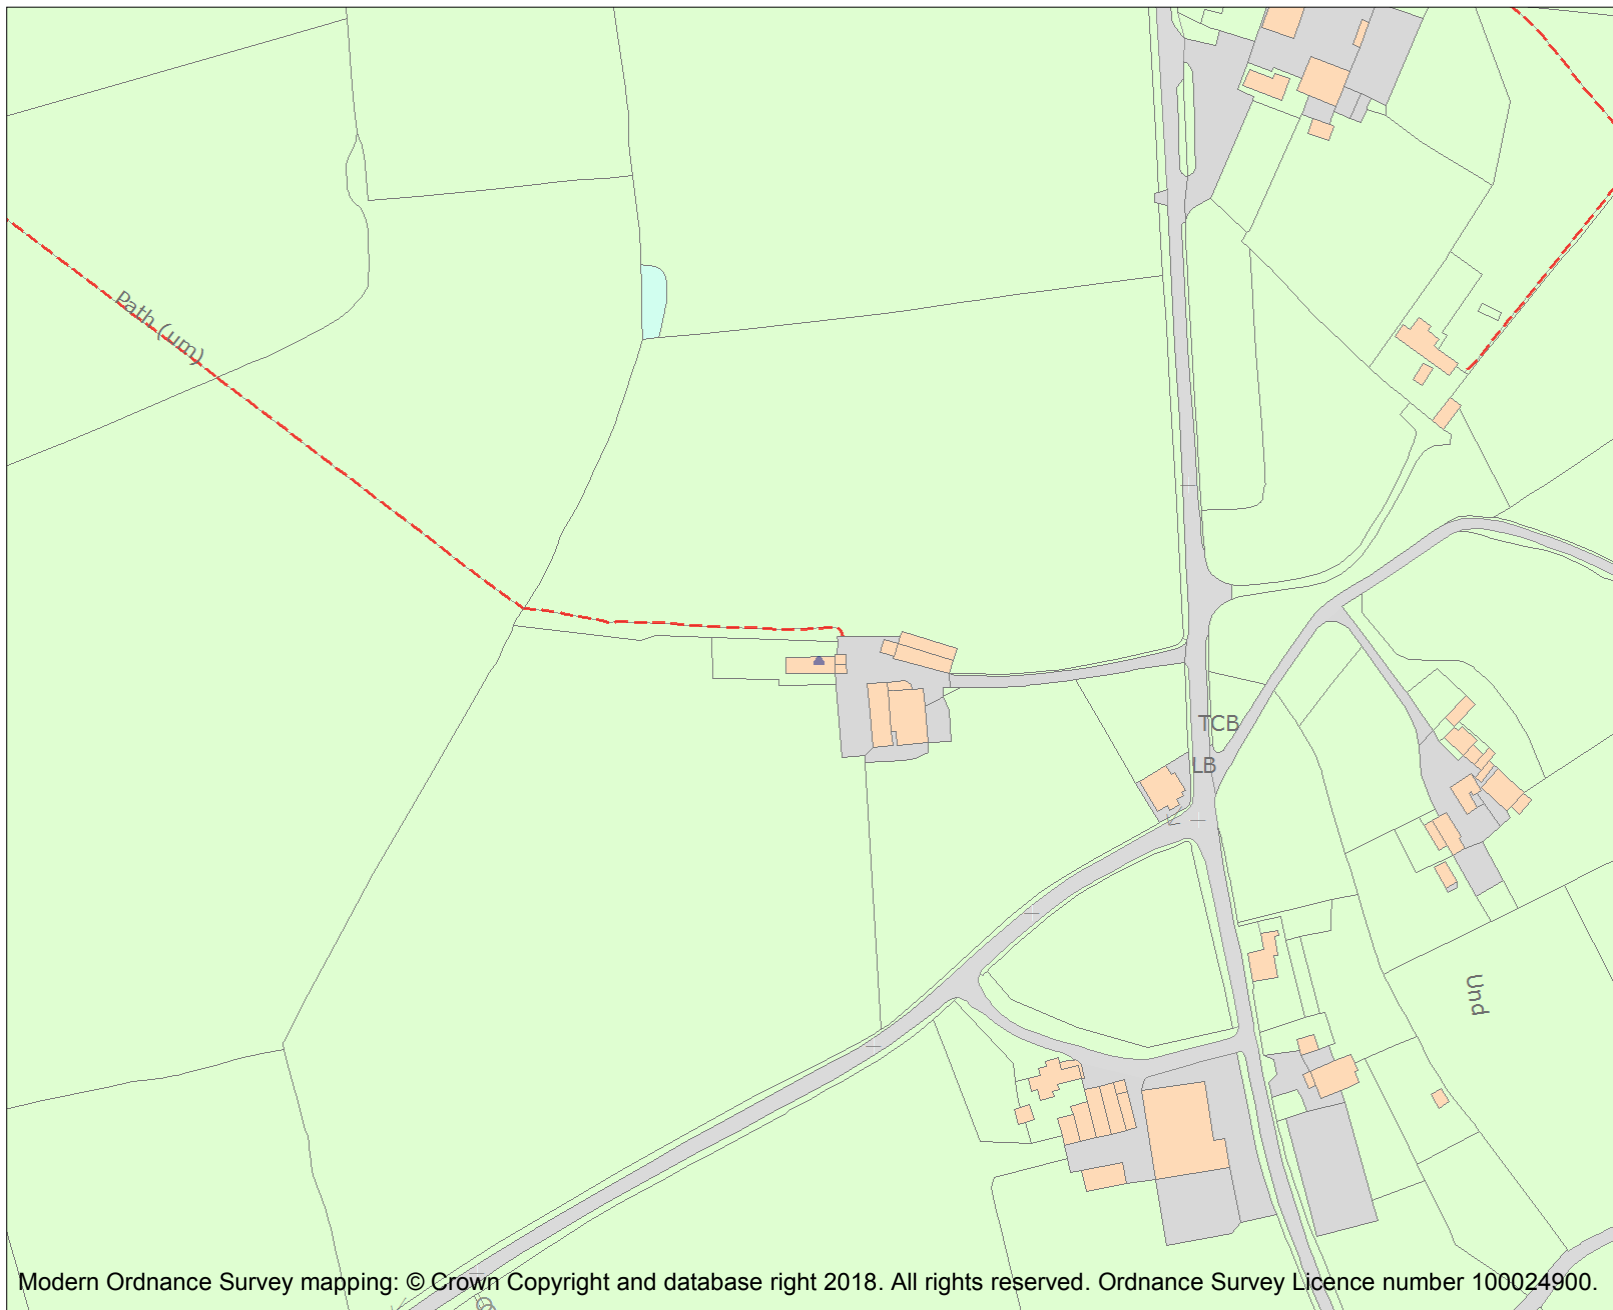 Path (um)
TCB
LB
Und
Modern Ordnance Survey mapping: © Crown Copyright and database right 2018. All rights reserved. Ordnance Survey Licence number 100024900.